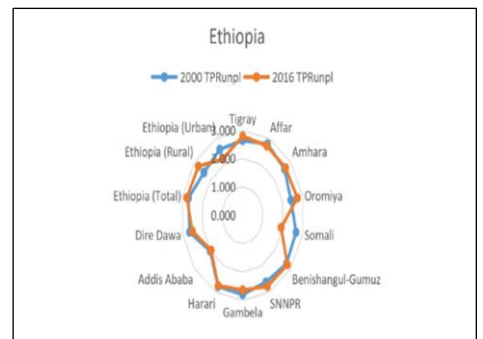 Ethiopia
2000 TPRunpl 2016 TPRunpl
Tigray
Affar
Amhara
Oromiya
Somali
Benishangul-Gumuz
SNNPR
Gambela
Harari
Addis Ababa
Dire Dawa
Ethiopia (Total)
Ethiopia (Rural)
Ethiopia (Urban)
3.000
2.000
1.000
0.000